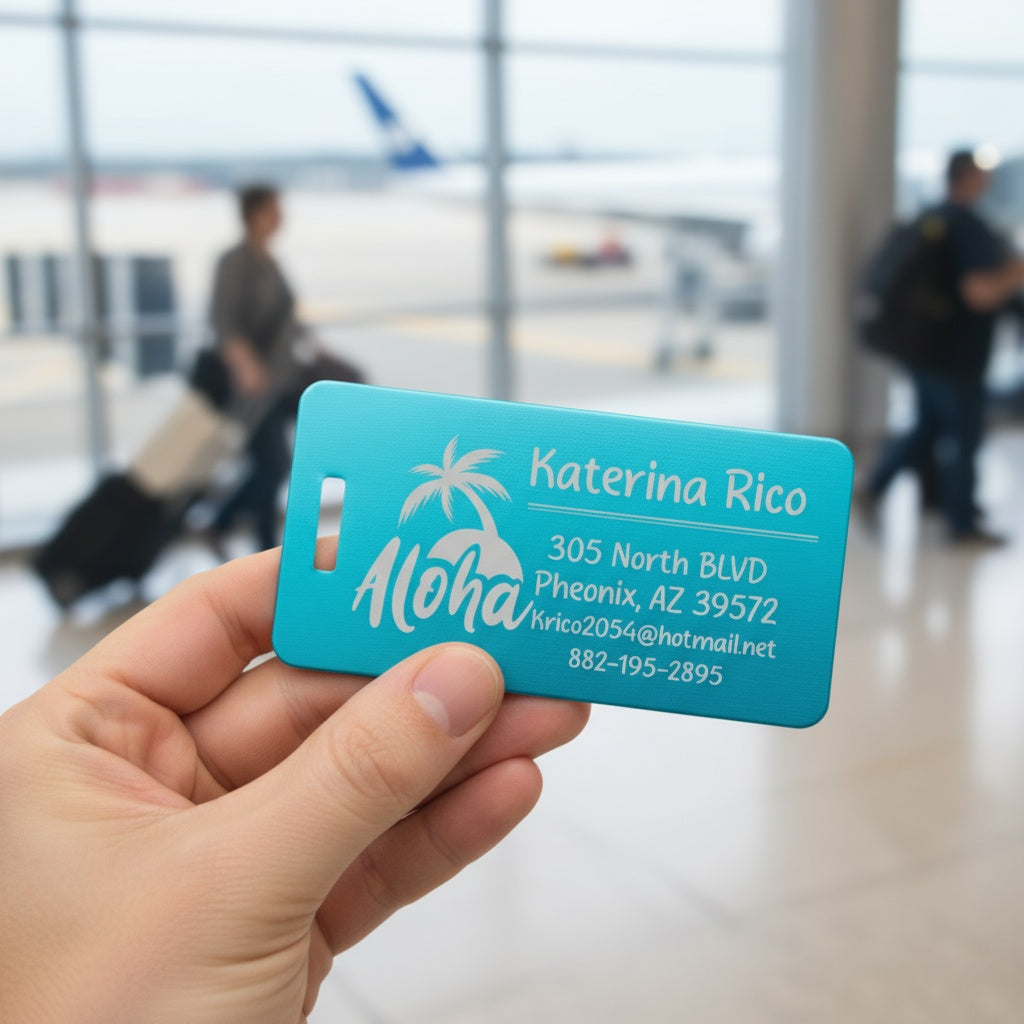 Aloha
Katerina Rico
305 North BLVD
Pheonix, AZ 39572
Krico2054@hotmail.net
882-195-2895